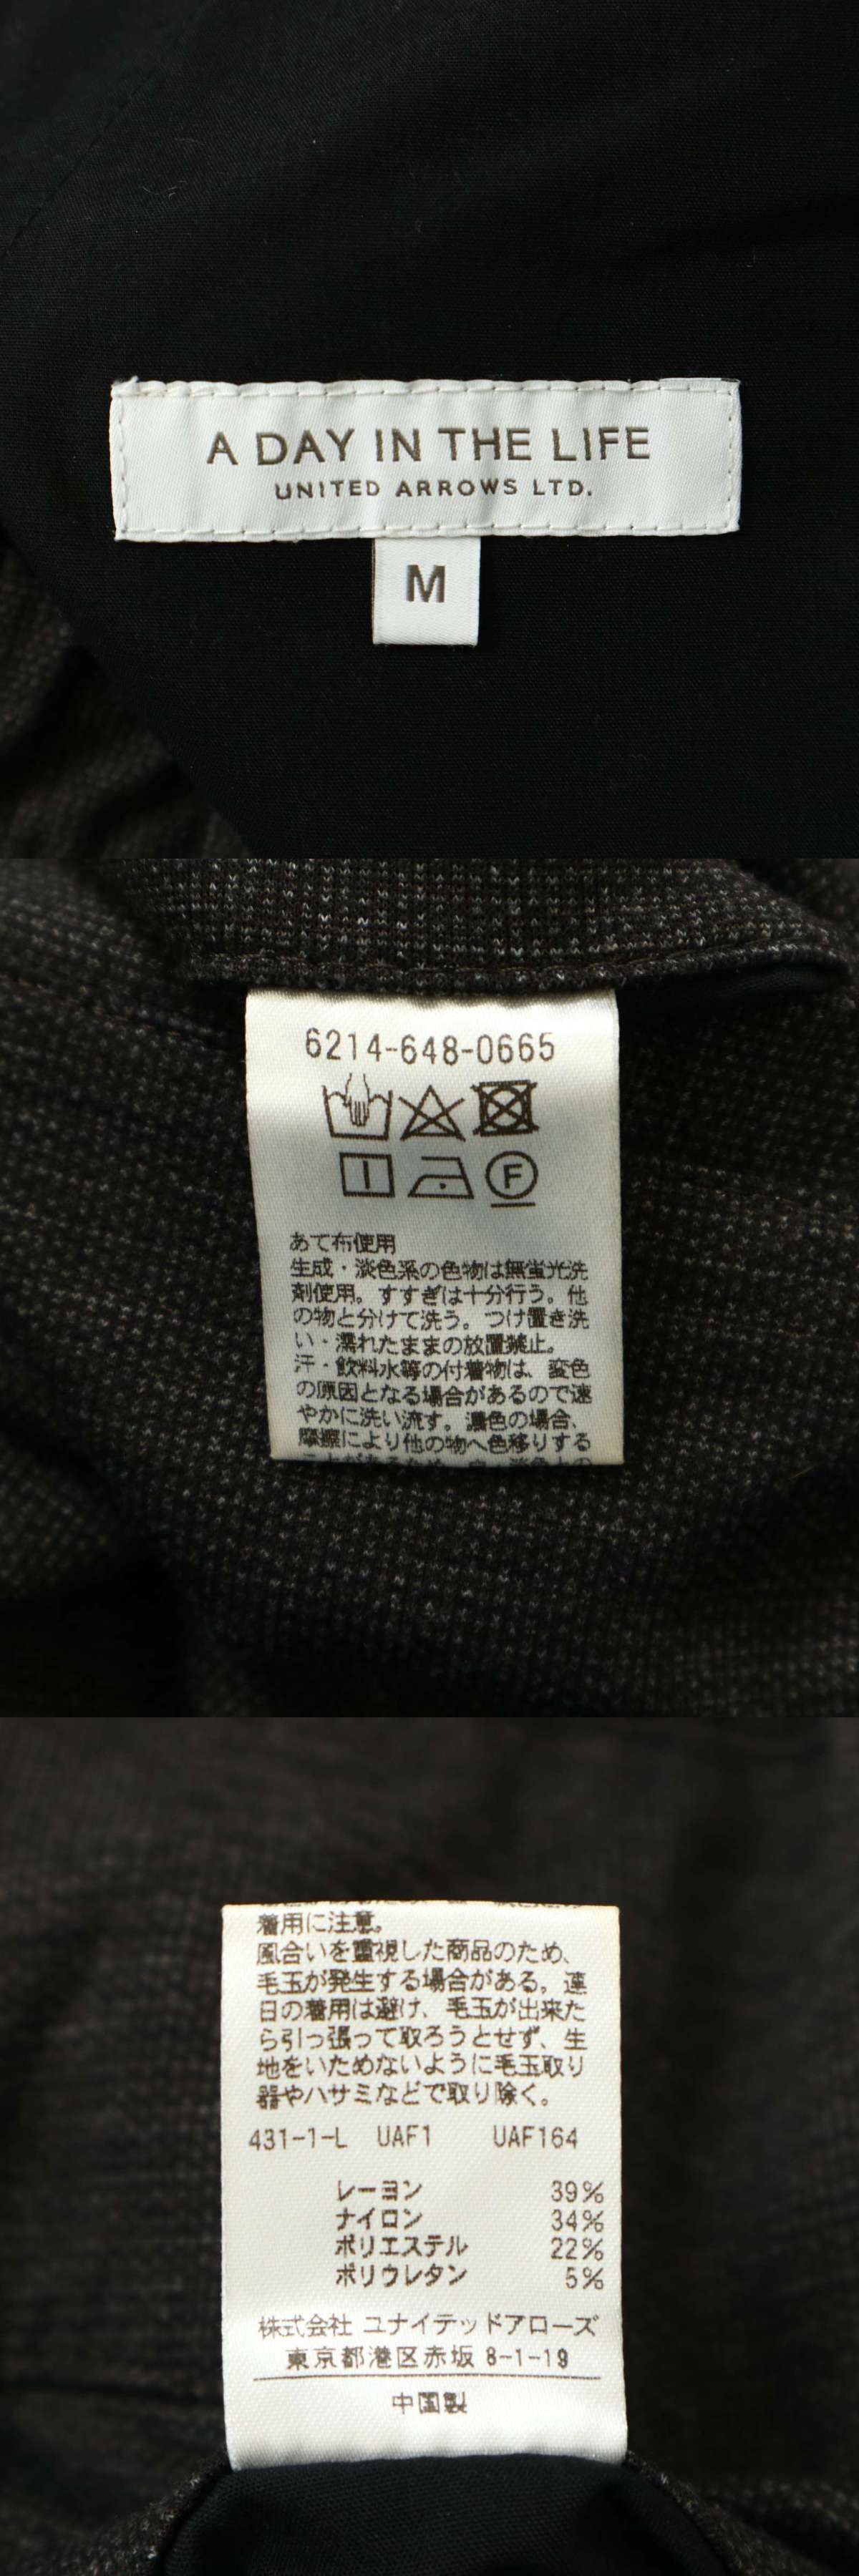 A DAY IN THE LIFE
UNITED ARROWS LTD.
M
6214-648-0665
F
あて布使用
生成・淡色系の色物は無蛍光洗
剤使用。すすぎは十分行う。他
の物と分けて洗う。つけ置き洗
い・濡れたままの放置禁止。
汗・飲料水等の付着物は、変色
の原因となる場合があるので速
やかに洗い流す。濃色の場合、
摩擦により他の物へ色移りする
着用に注意。
風合いを重視した商品のため、
毛玉が発生する場合がある。連
日の着用は避け、毛玉が出来た
ら引っ張って取ろうとせず、生
地をいためないように毛玉取り
器やハサミなどで取り除く。
431-1-L UAF1 UAF164
レーヨン 39%
ナイロン 34%
ポリエステル 22%
ポリウレタン 5%
株式会社 ユナイテッドアローズ
東京都港区赤坂 8-1-19
中国製